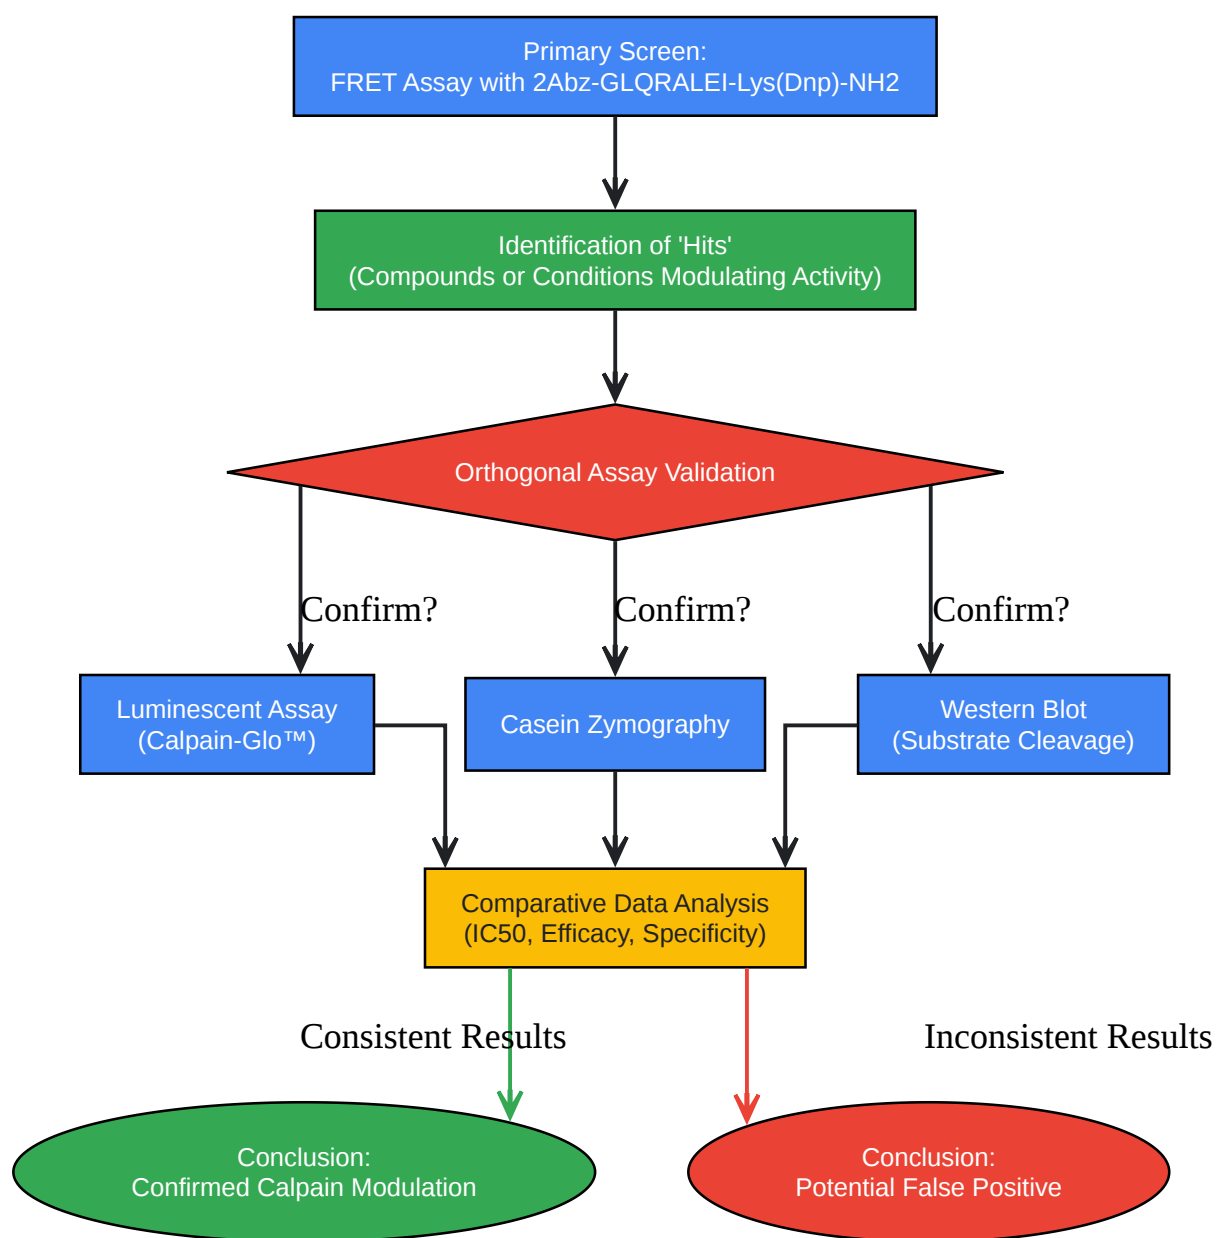 Primary Screen:
FRET Assay with 2Abz-GLQRALEI-Lys(Dnp)-NH2
Identification of 'Hits'
(Compounds or Conditions Modulating Activity)
Orthogonal Assay Validation
Confirm?
Confirm?
Confirm?
Luminescent Assay
(Calpain-Glo™)
Casein Zymography
Western Blot
(Substrate Cleavage)
Comparative Data Analysis
(IC50, Efficacy, Specificity)
Consistent Results
Inconsistent Results
Conclusion:
Confirmed Calpain Modulation
Conclusion:
Potential False Positive